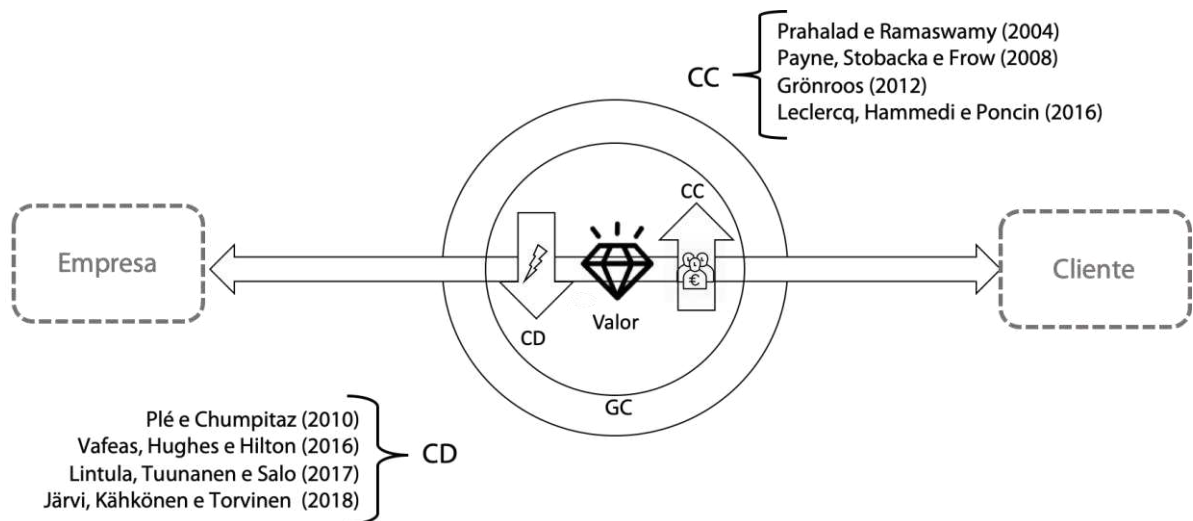 Prahalad e Ramaswamy (2004)
Payne, Stobacka e Frow (2008)
CC
Grönroos (2012)
Leclercq, Hammedi e Poncin (2016)
CC
Empresa
Cliente
€
Valor
CD
GC
Plé e Chumpitaz (2010)
Vafeas, Hughes e Hilton (2016)
CD
Lintula, Tuunanen e Salo (2017)
Järvi, Kähkönen e Torvinen (2018)